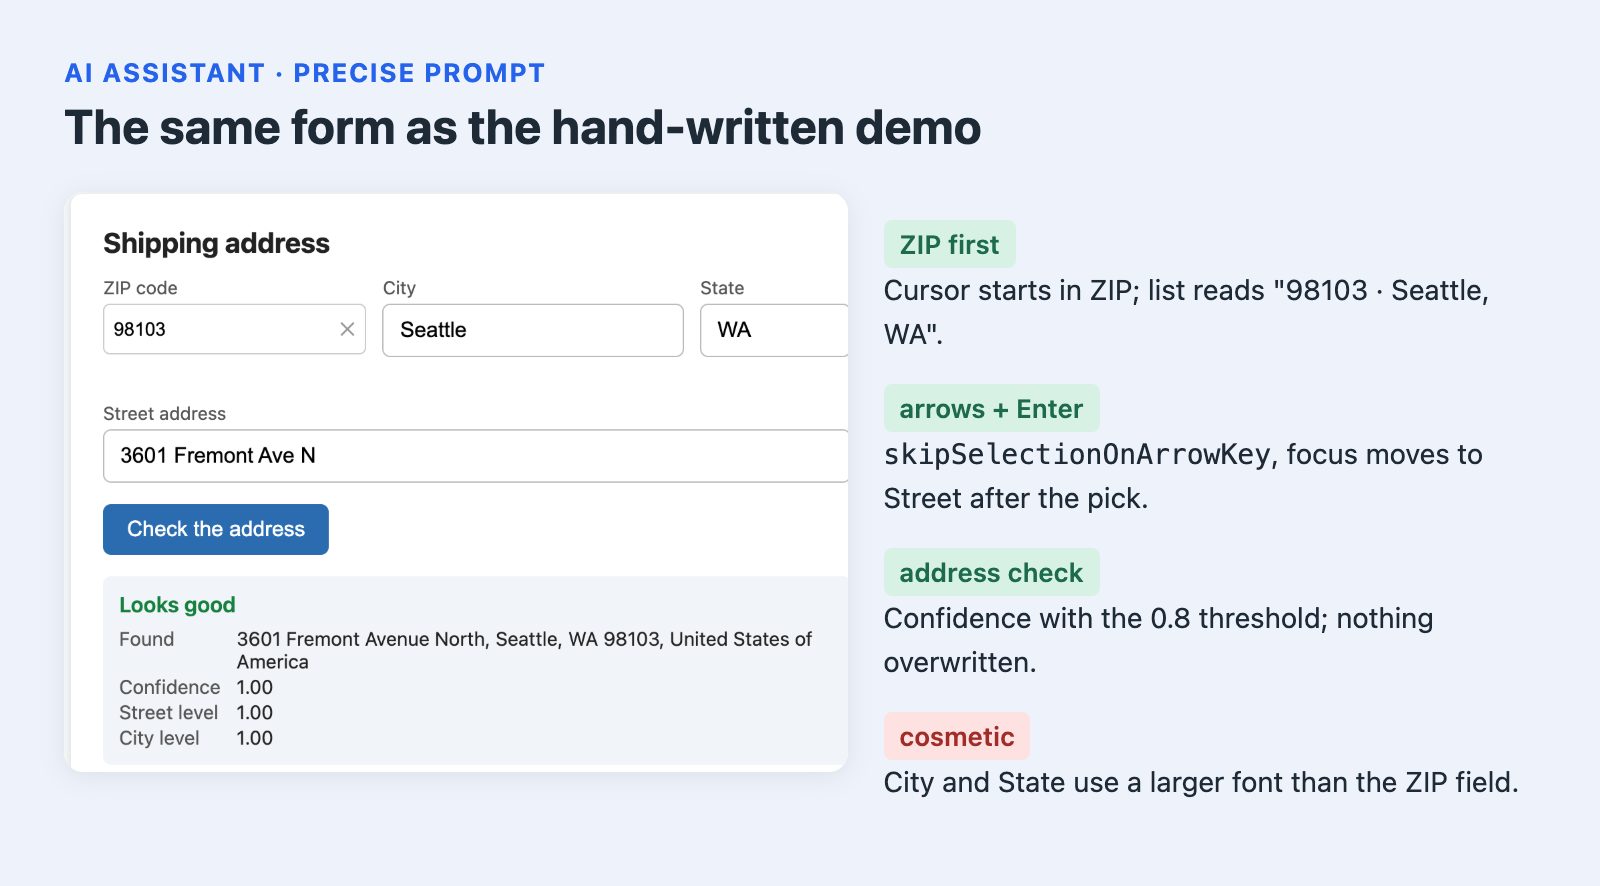 AI ASSISTANT · PRECISE PROMPT
The same form as the hand-written demo
Shipping address
ZIP code
City
State
98103
Seattle
WA
Street address
3601 Fremont Ave N
Check the address
Looks good
Found 3601 Fremont Avenue North, Seattle, WA 98103, United States of
America
Confidence 1.00
Street level 1.00
City level 1.00
ZIP first
Cursor starts in ZIP; list reads "98103 · Seattle,
WA".
arrows + Enter
skipSelectionOnArrowKey, focus moves to
Street after the pick.
address check
Confidence with the 0.8 threshold; nothing
overwritten.
cosmetic
City and State use a larger font than the ZIP field.